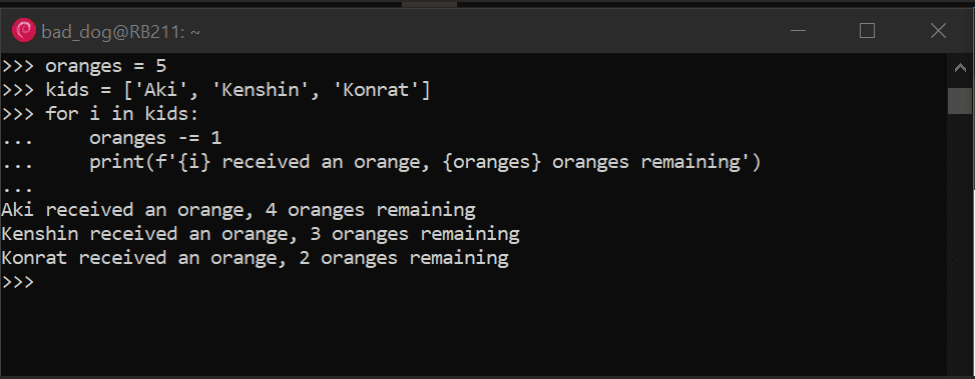 bad_dog@RB211: ~
>>> oranges = 5
>>> kids = ['Aki', 'Kenshin', 'Konrat']
>>> for i in kids:
...     oranges -= 1
...     print(f'{i} received an orange, {oranges} oranges remaining')
...
Aki received an orange, 4 oranges remaining
Kenshin received an orange, 3 oranges remaining
Konrat received an orange, 2 oranges remaining
>>>